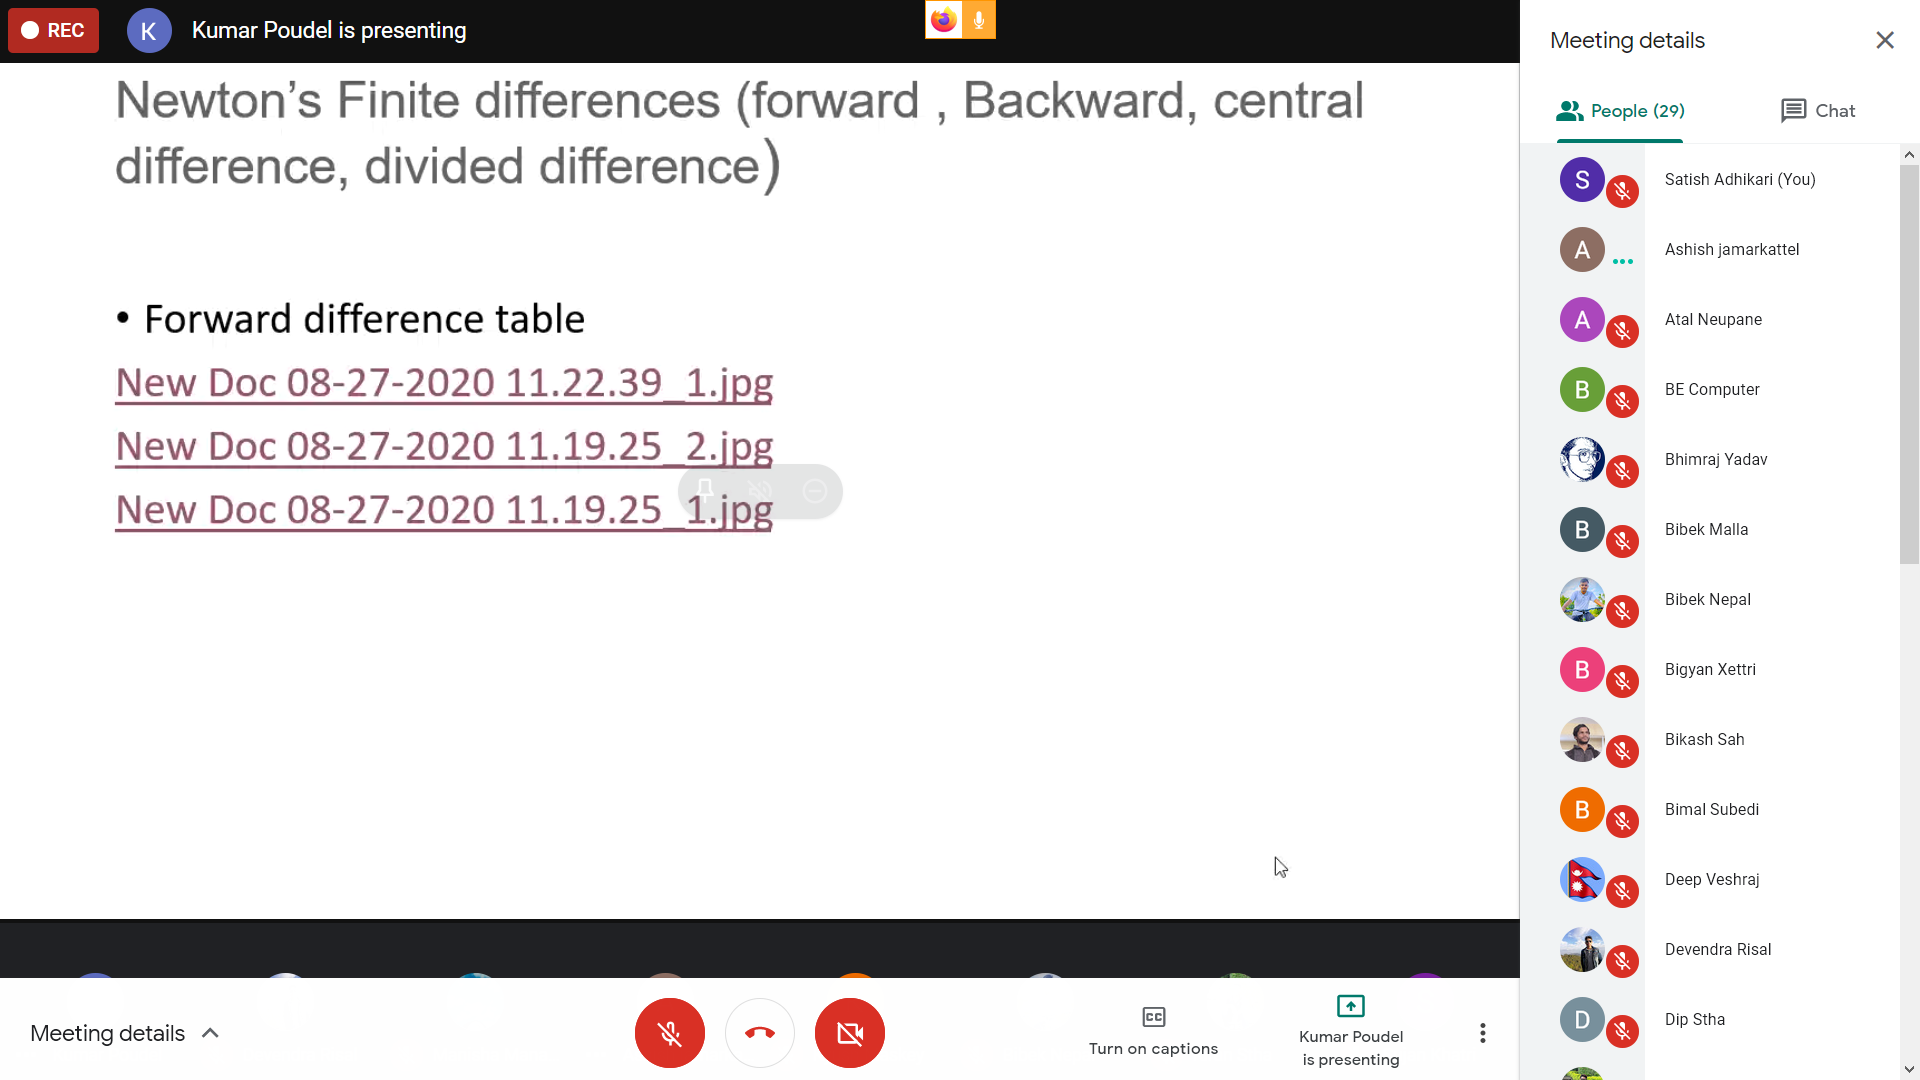 REC
K
Kumar Poudel is presenting
Newton’s Finite differences (forward , Backward, central
difference, divided difference)
• Forward difference table
New Doc 08-27-2020 11.22.39_1.jpg
New Doc 08-27-2020 11.19.25_2.jpg
New Doc 08-27-2020 11.19.25_1.jpg
Meeting details
CC
Turn on captions
Kumar Poudel
is presenting
Meeting details
People (29)
Chat
S
Satish Adhikari (You)
A
Ashish jamarkattel
A
Atal Neupane
B
BE Computer
Bhimraj Yadav
B
Bibek Malla
Bibek Nepal
B
Bigyan Xettri
Bikash Sah
B
Bimal Subedi
Deep Veshraj
Devendra Risal
D
Dip Stha